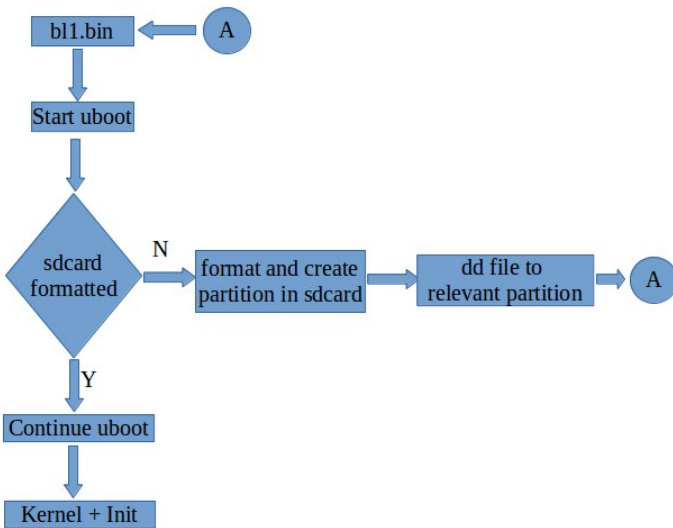 bl1.bin
A
Start uboot
sdcard
formatted
N
format and create
partition in sdcard
dd file to
relevant partition
A
Y
Continue uboot
Kernel + Init